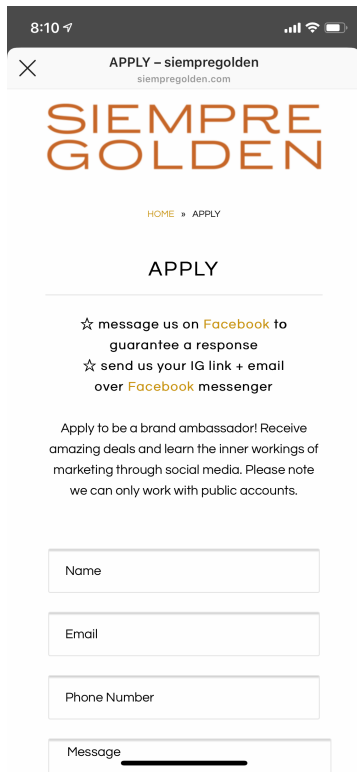 8:10
APPLY – siempregolden
siempregolden.com
SIEMPRE
GOLDEN
HOME » APPLY
APPLY
☆ message us on Facebook to
guarantee a response
☆ send us your IG link + email
over Facebook messenger
Apply to be a brand ambassador! Receive
amazing deals and learn the inner workings of
marketing through social media. Please note
we can only work with public accounts.
Name
Email
Phone Number
Message